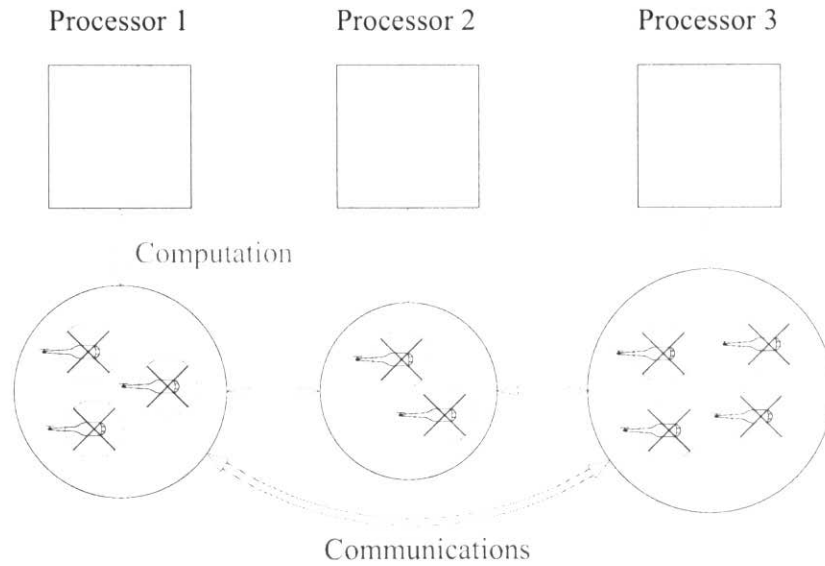 Processor 1 Processor 2 Processor 3
Computation
Communications